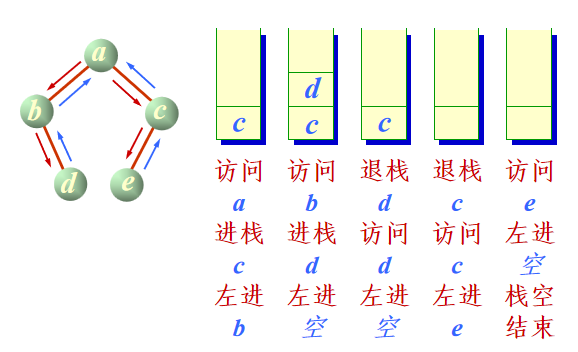 a
b
c
d
e
d
c
c
c
访问 访问 退栈 退栈 访问
a b d c e
进栈 进栈 访问 访问 左进
c d d c 空
左进 左进 左进 左进 栈空
b 空 空 e 结束